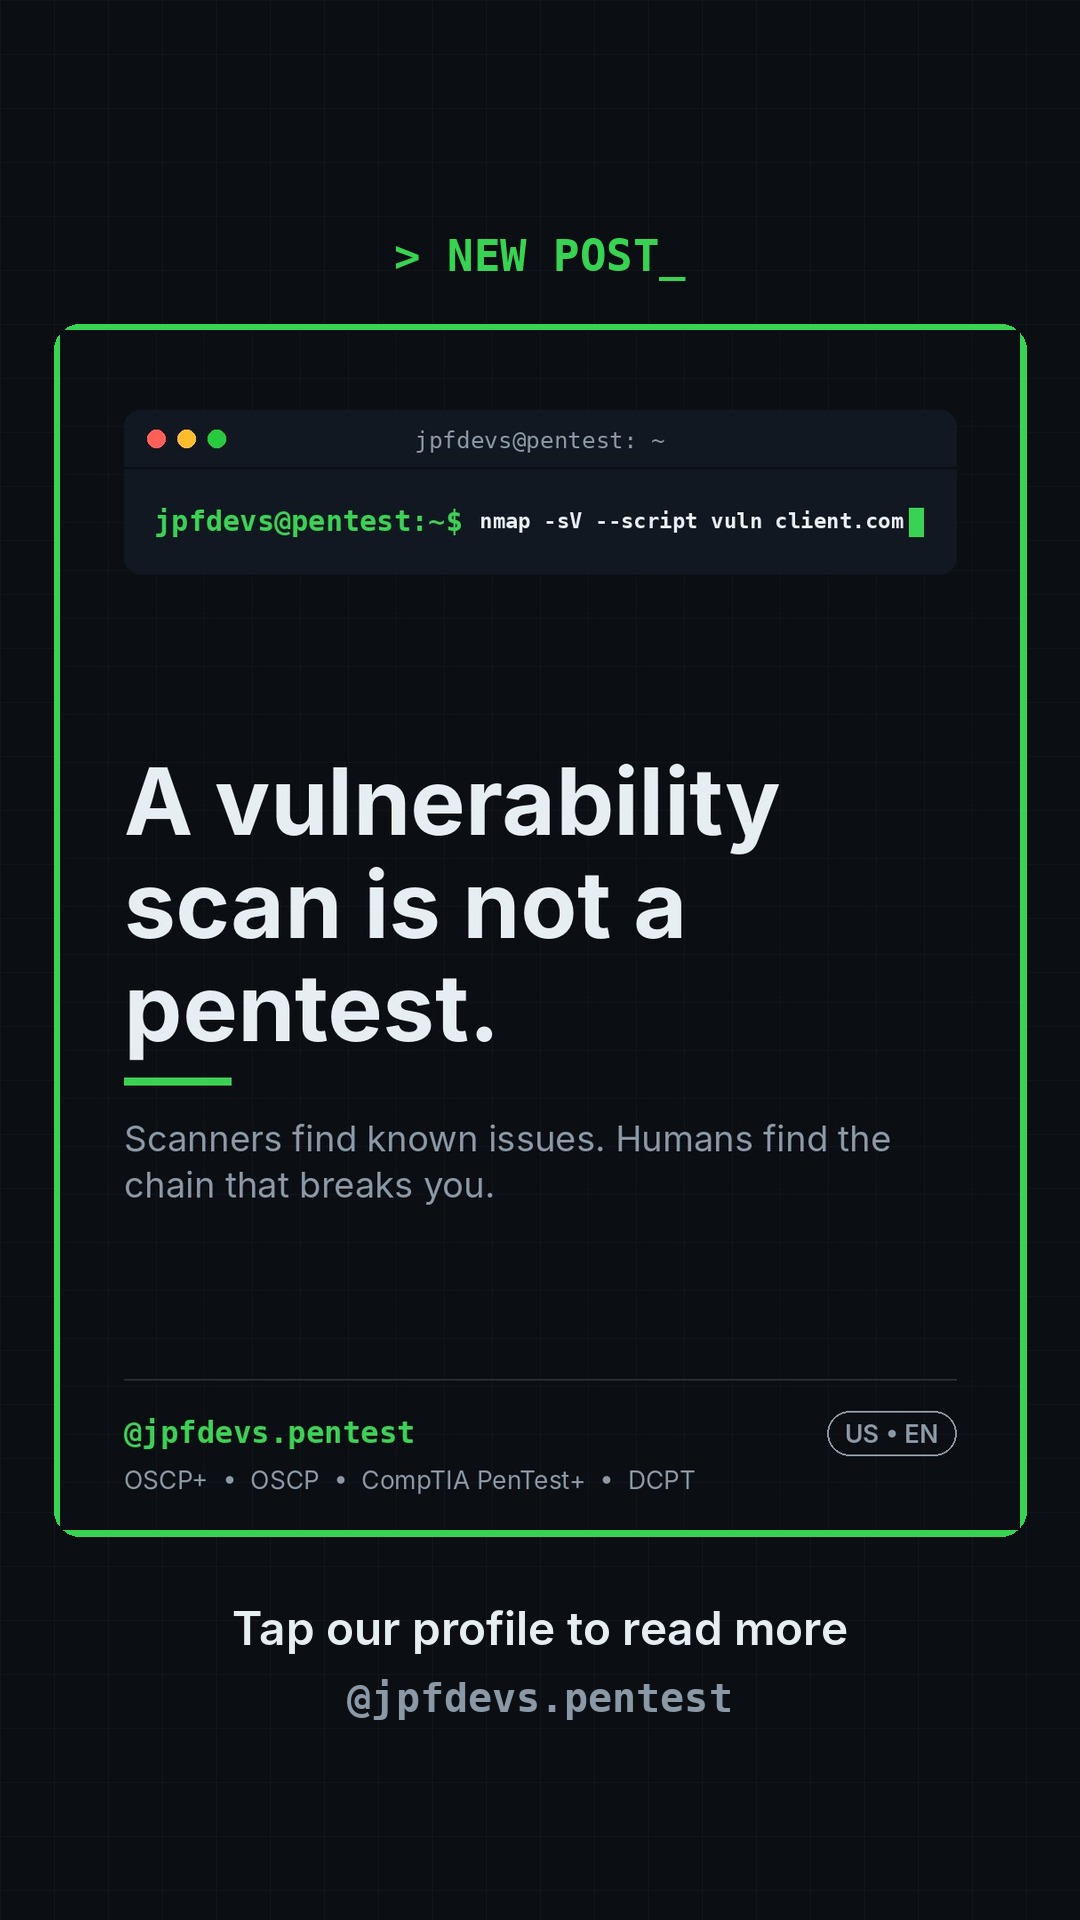 > NEW POST_
jpfdevs@pentest: ~
jpfdevs@pentest:~$ nmap -sV --script vuln client.com
A vulnerability
scan is not a
pentest.
Scanners find known issues. Humans find the
chain that breaks you.
@jpfdevs.pentest
US • EN
OSCP+ • OSCP • CompTIA PenTest+ • DCPT
Tap our profile to read more
@jpfdevs.pentest